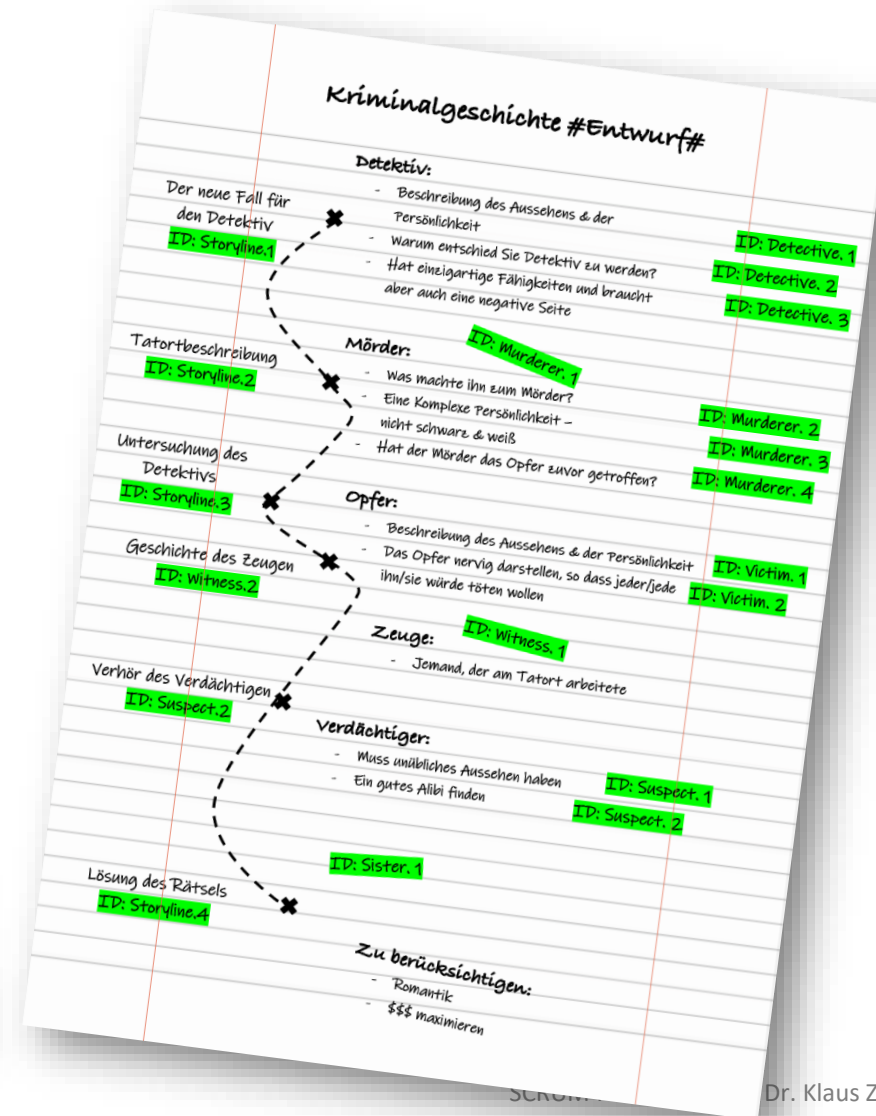 Kriminalgeschichte #Entwurf#
Der neue Fall für
den Detektiv
ID: Storyline.1
Tatortbeschreibung
ID: Storyline.2
Untersuchung des
Detektivs
ID: Storyline.3
Geschichte des Zeugen
ID: Witness.2
Verhör des Verdächtigen
ID: Suspect.2
Lösung des Rätsels
ID: Storyline.4
Detektiv:
- Beschreibung des Aussehens & der
Persönlichkeit
ID: Detective. 1
- Warum entschied Sie Detektiv zu werden?
ID: Detective. 2
- Hat einzigartige Fähigkeiten und braucht
aber auch eine negative Seite
ID: Detective. 3
Mörder:
ID: Murderer. 1
- Was machte ihn zum Mörder?
ID: Murderer. 2
- Eine Komplexe Persönlichkeit –
nicht schwarz & weiß
ID: Murderer. 3
- Hat der Mörder das Opfer zuvor getroffen?
ID: Murderer. 4
Opfer:
- Beschreibung des Aussehens & der Persönlichkeit
ID: Victim. 1
- Das Opfer nervig darstellen, so dass jeder/jede
ihn/sie würde töten wollen
ID: Victim. 2
Zeuge:
ID: Witness. 1
- Jemand, der am Tatort arbeitete
Verdächtiger:
- Muss unübliches Aussehen haben
ID: Suspect. 1
- Ein gutes Alibi finden
ID: Suspect. 2
ID: Sister. 1
Zu berücksichtigen:
- Romantik
- $$$ maximieren
Dr. Klaus Z